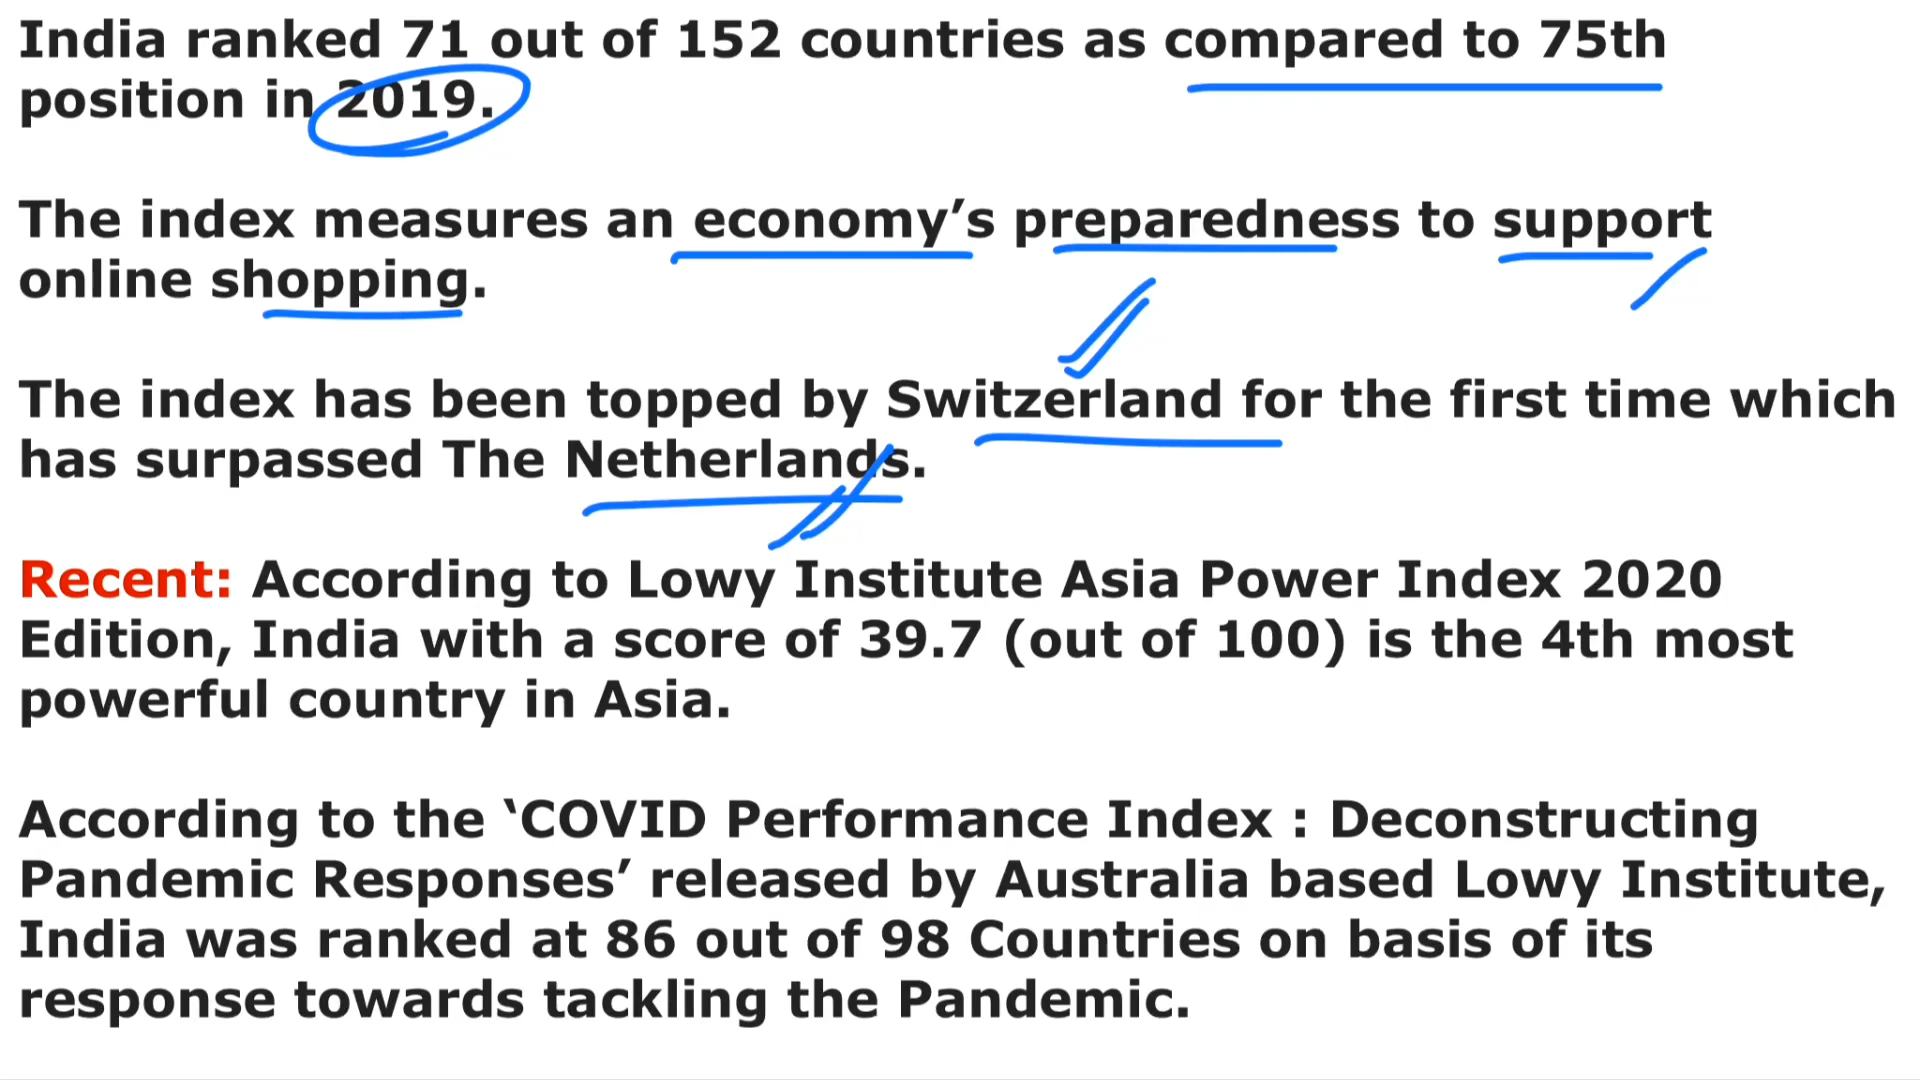 India ranked 71 out of 152 countries as compared to 75th
position in 2019.
The index measures an economy’s preparedness to support
online shopping.
The index has been topped by Switzerland for the first time which
has surpassed The Netherlands.
Recent: According to Lowy Institute Asia Power Index 2020
Edition, India with a score of 39.7 (out of 100) is the 4th most
powerful country in Asia.
According to the ‘COVID Performance Index : Deconstructing
Pandemic Responses’ released by Australia based Lowy Institute,
India was ranked at 86 out of 98 Countries on basis of its
response towards tackling the Pandemic.